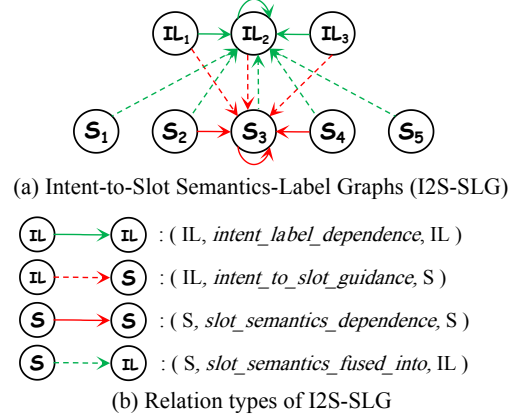 IL₁ IL₂ IL₃
S₁ S₂ S₃ S₄ S₅
(a) Intent-to-Slot Semantics-Label Graphs (I2S-SLG)
IL IL : ( IL, intent_label_dependence, IL )
IL S : ( IL, intent_to_slot_guidance, S )
S S : ( S, slot_semantics_dependence, S )
S IL : ( S, slot_semantics_fused_into, IL )
(b) Relation types of I2S-SLG